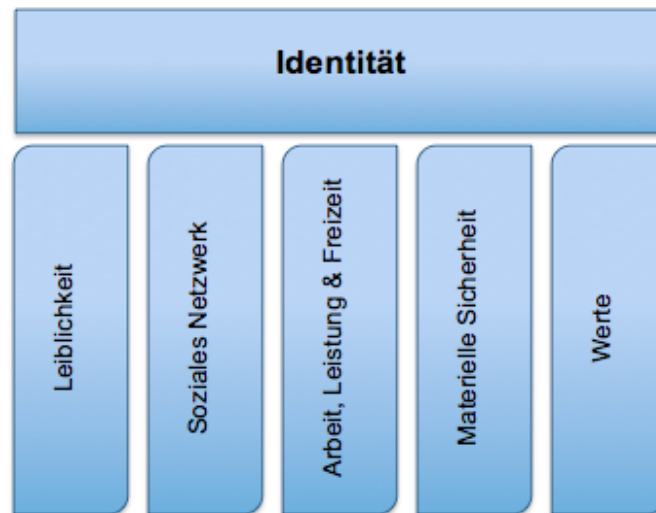 Identität
Leiblichkeit
Soziales Netzwerk
Arbeit, Leistung & Freizeit
Materielle Sicherheit
Werte